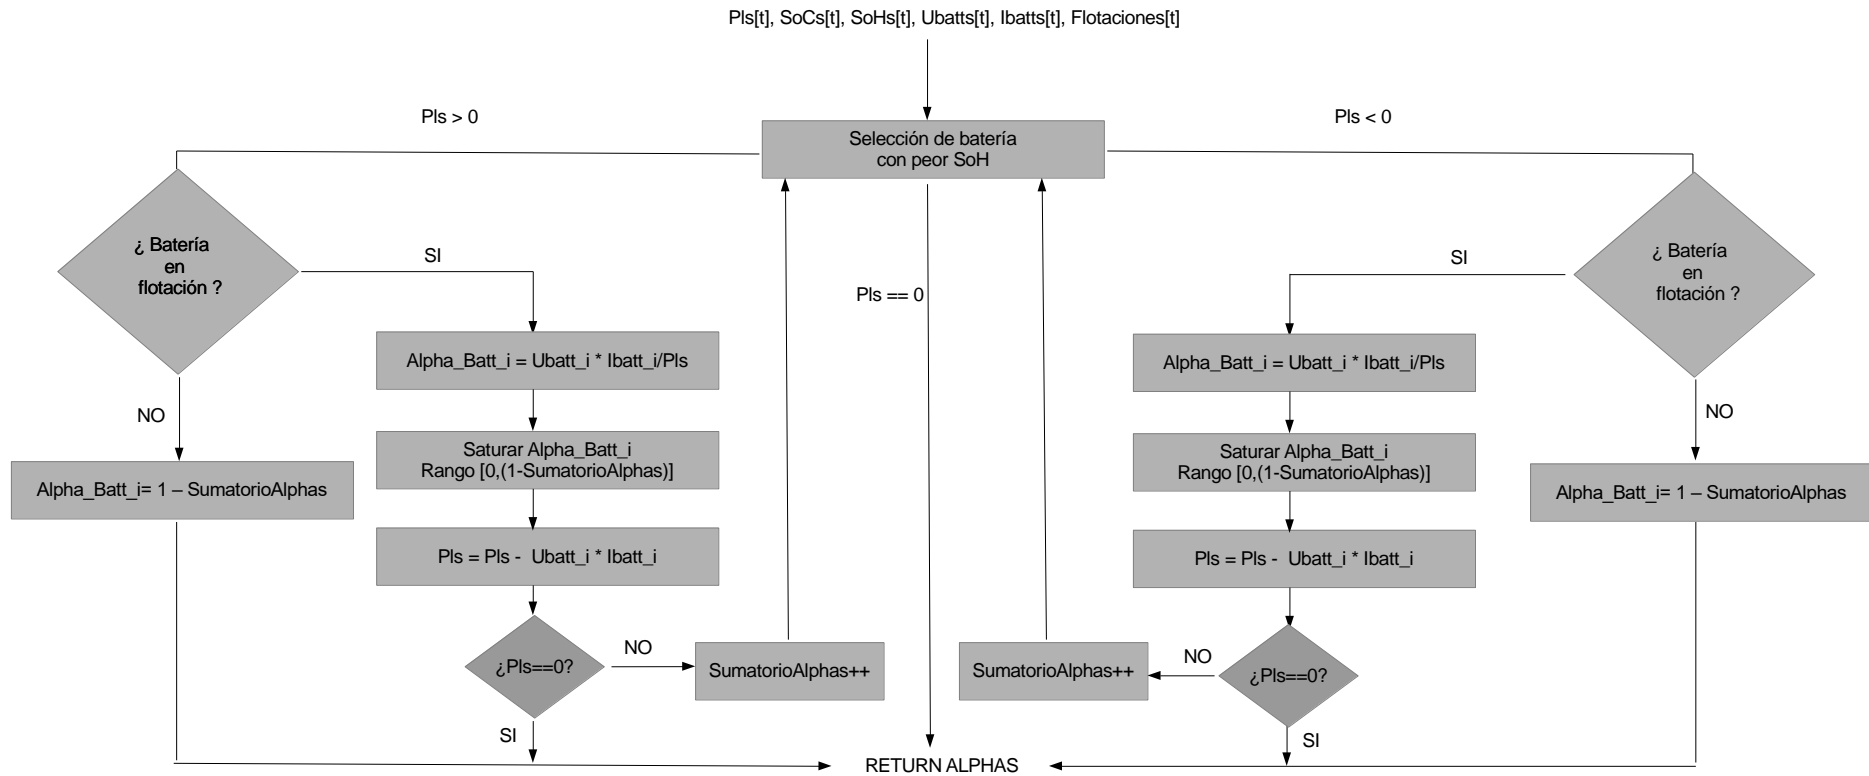 Pls[t], SoCs[t], SoHs[t], Ubatts[t], Ibatts[t], Flotaciones[t]
Pls > 0
Pls < 0
Selección de batería
con peor SoH
¿ Batería
en
flotación ?
SI
Pls == 0
SI
¿ Batería
en
flotación ?
Alpha_Batt_i = Ubatt_i * Ibatt_i/Pls
Alpha_Batt_i = Ubatt_i * Ibatt_i/Pls
NO
NO
Saturar Alpha_Batt_i
Rango [0,(1-SumatorioAlphas)]
Saturar Alpha_Batt_i
Rango [0,(1-SumatorioAlphas)]
Alpha_Batt_i= 1 – SumatorioAlphas
Alpha_Batt_i= 1 – SumatorioAlphas
Pls = Pls - Ubatt_i * Ibatt_i
Pls = Pls - Ubatt_i * Ibatt_i
¿Pls==0?
NO
SumatorioAlphas++
SumatorioAlphas++
NO
¿Pls==0?
SI
SI
RETURN ALPHAS